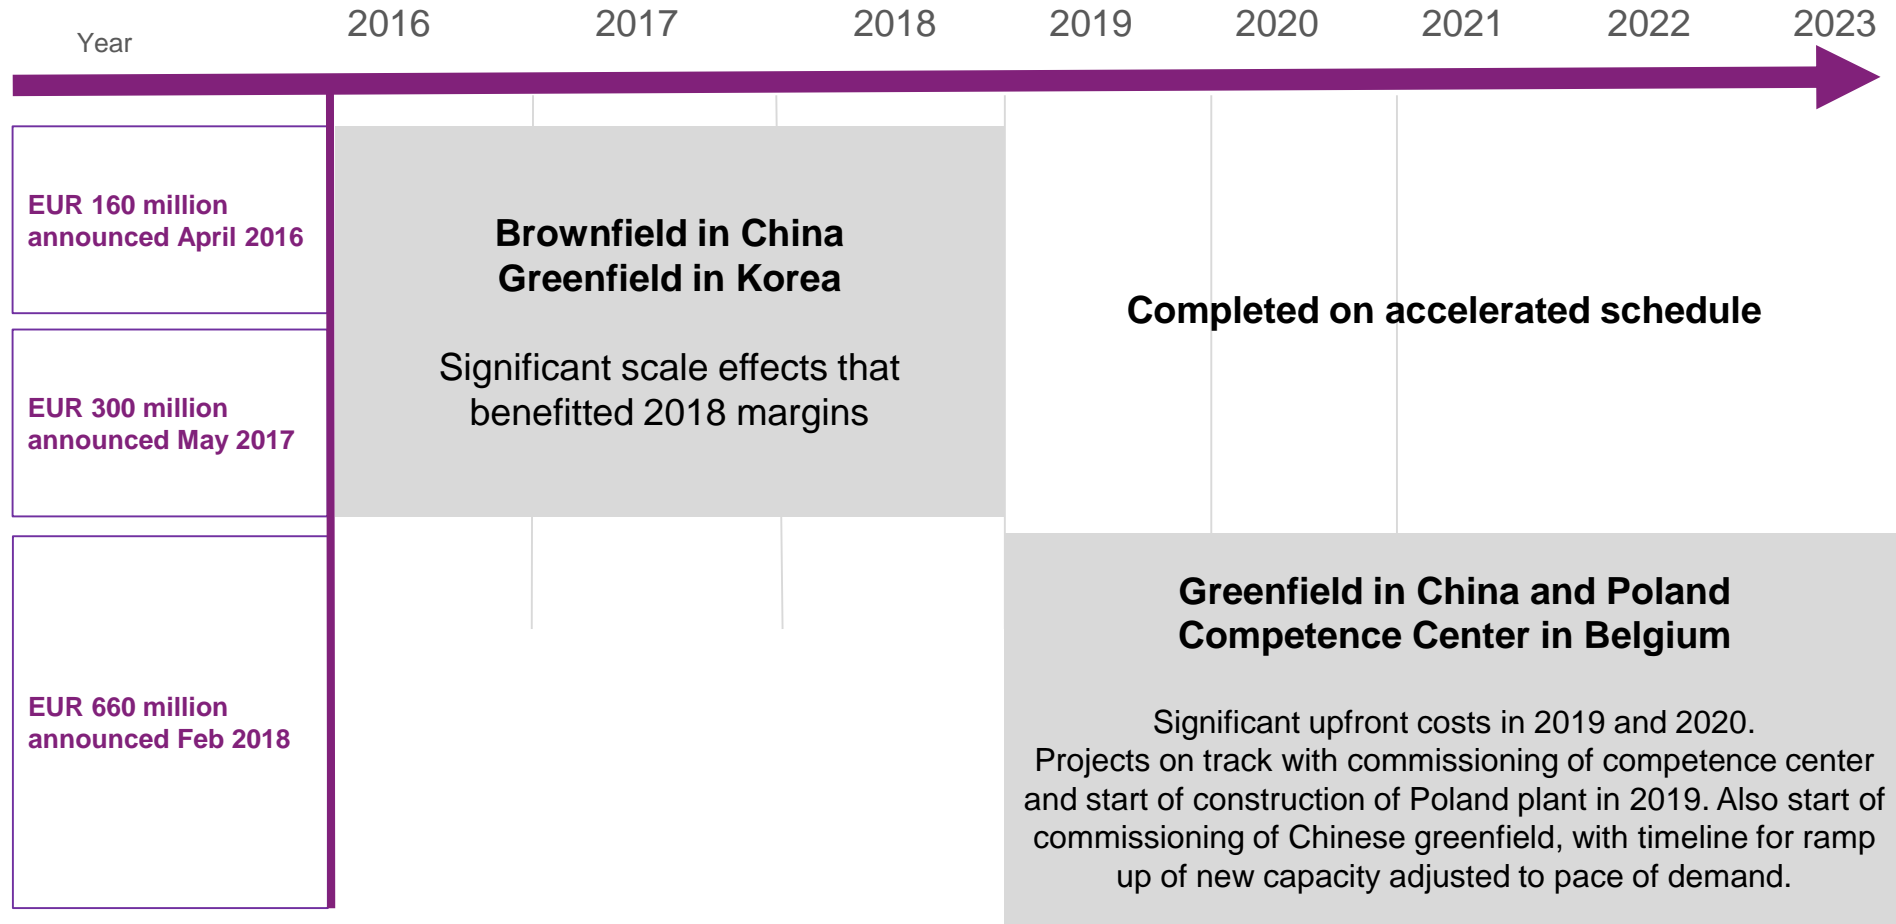 Year
2016 2017 2018 2019 2020 2021 2022 2023
EUR 160 million
announced April 2016
Brownfield in China
Greenfield in Korea
Significant scale effects that
benefitted 2018 margins
Completed on accelerated schedule
EUR 300 million
announced May 2017
EUR 660 million
announced Feb 2018
Greenfield in China and Poland
Competence Center in Belgium
Significant upfront costs in 2019 and 2020.
Projects on track with commissioning of competence center
and start of construction of Poland plant in 2019. Also start of
commissioning of Chinese greenfield, with timeline for ramp
up of new capacity adjusted to pace of demand.